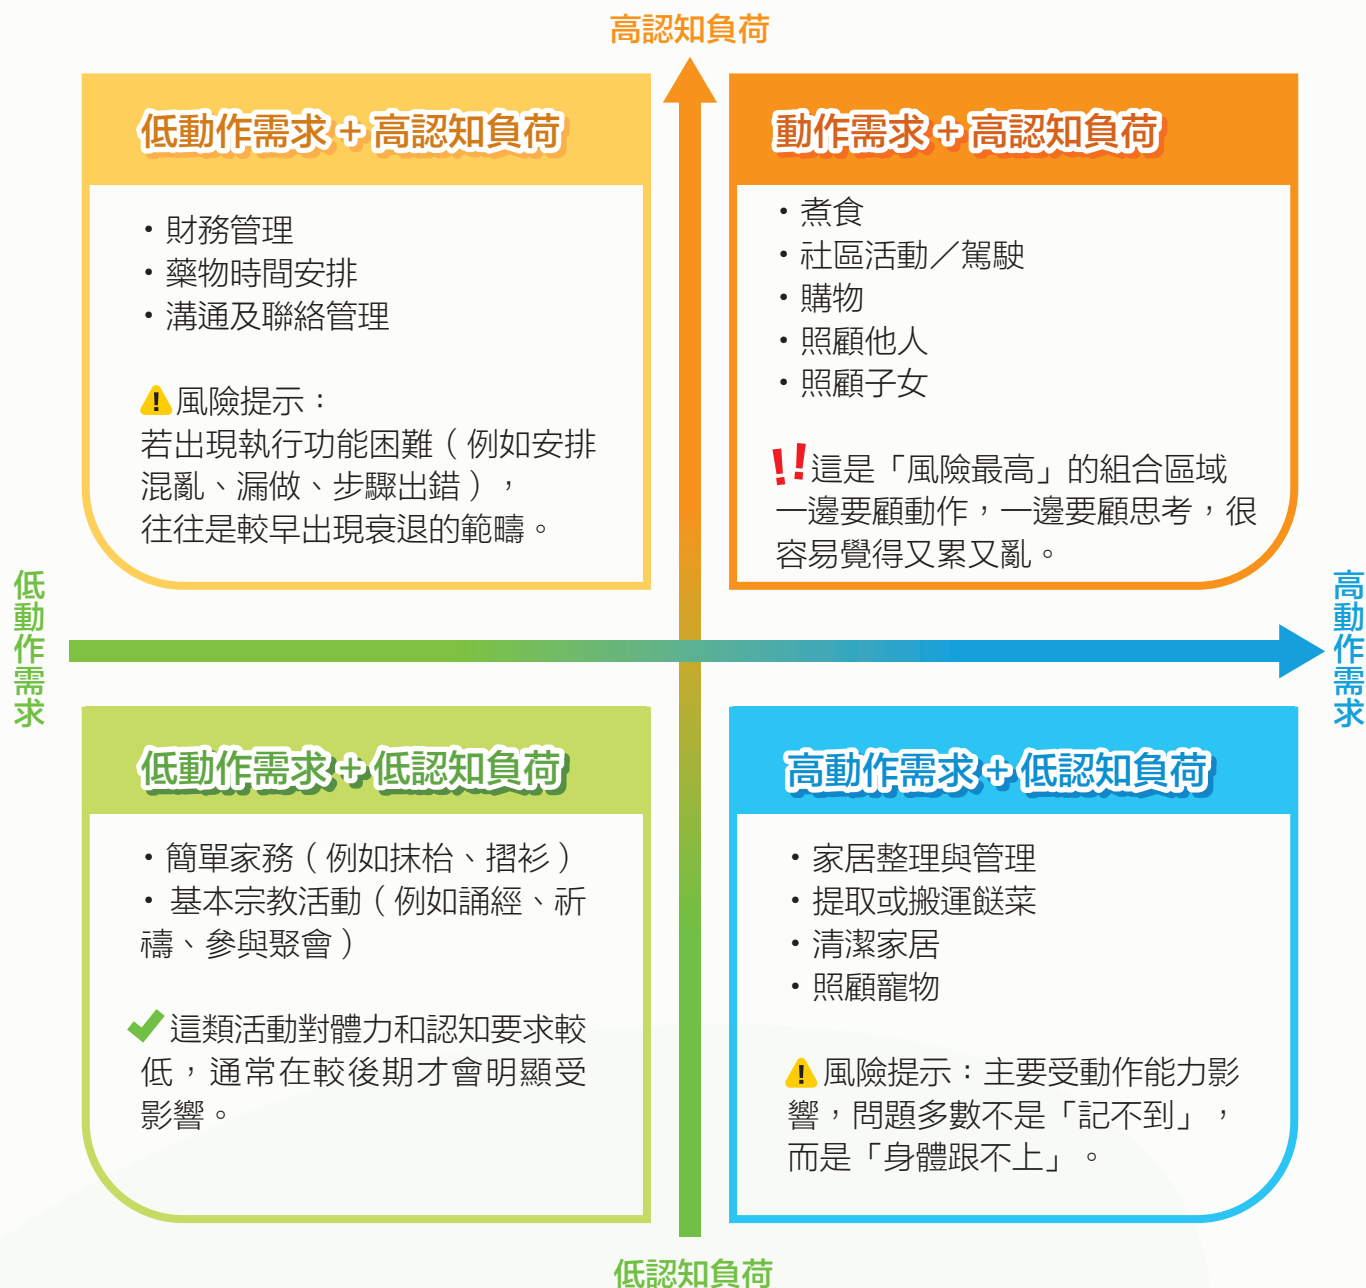 高認知負荷
低動作需求 + 高認知負荷
・財務管理
・藥物時間安排
・溝通及聯絡管理
風險提示：
若出現執行功能困難（例如安排
混亂、漏做、步驟出錯），
往往是較早出現衰退的範疇。
動作需求 + 高認知負荷
・煮食
・社區活動／駕駛
・購物
・照顧他人
・照顧子女
!!這是「風險最高」的組合區域
一邊要顧動作，一邊要顧思考，很
容易覺得又累又亂。
低動作需求
高動作需求
低動作需求 + 低認知負荷
・簡單家務（例如抹枱、摺衫）
・ 基本宗教活動（例如誦經、祈
禱、參與聚會）
這類活動對體力和認知要求較
低，通常在較後期才會明顯受
影響。
高動作需求 + 低認知負荷
・家居整理與管理
・提取或搬運餸菜
・清潔家居
・照顧寵物
風險提示：主要受動作能力影
響，問題多數不是「記不到」，
而是「身體跟不上」。
低認知負荷